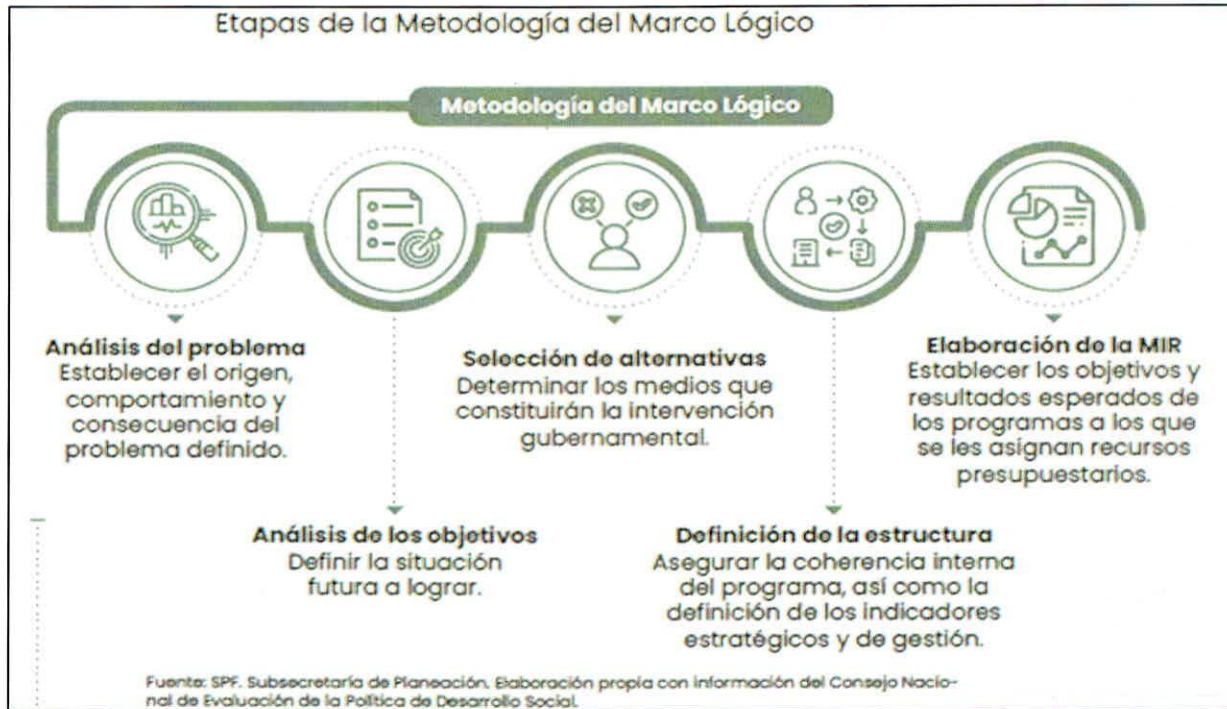 Etapas de la Metodología del Marco Lógico
Metodología del Marco Lógico
Análisis del problema
Establecer el origen,
comportamiento y
consecuencia del
problema definido.
Análisis de los objetivos
Definir la situación
futura a lograr.
Selección de alternativas
Determinar los medios que
constituirán la intervención
gubernamental.
Definición de la estructura
Asegurar la coherencia interna
del programa, así como la
definición de los indicadores
estratégicos y de gestión.
Elaboración de la MIR
Establecer los objetivos y
resultados esperados de
los programas a los que
se les asignan recursos
presupuestarios.
Fuente: SPF. Subsecretaría de Planeación. Elaboración propia con información del Consejo Nacio-
nal de Evaluación de la Política de Desarrollo Social.